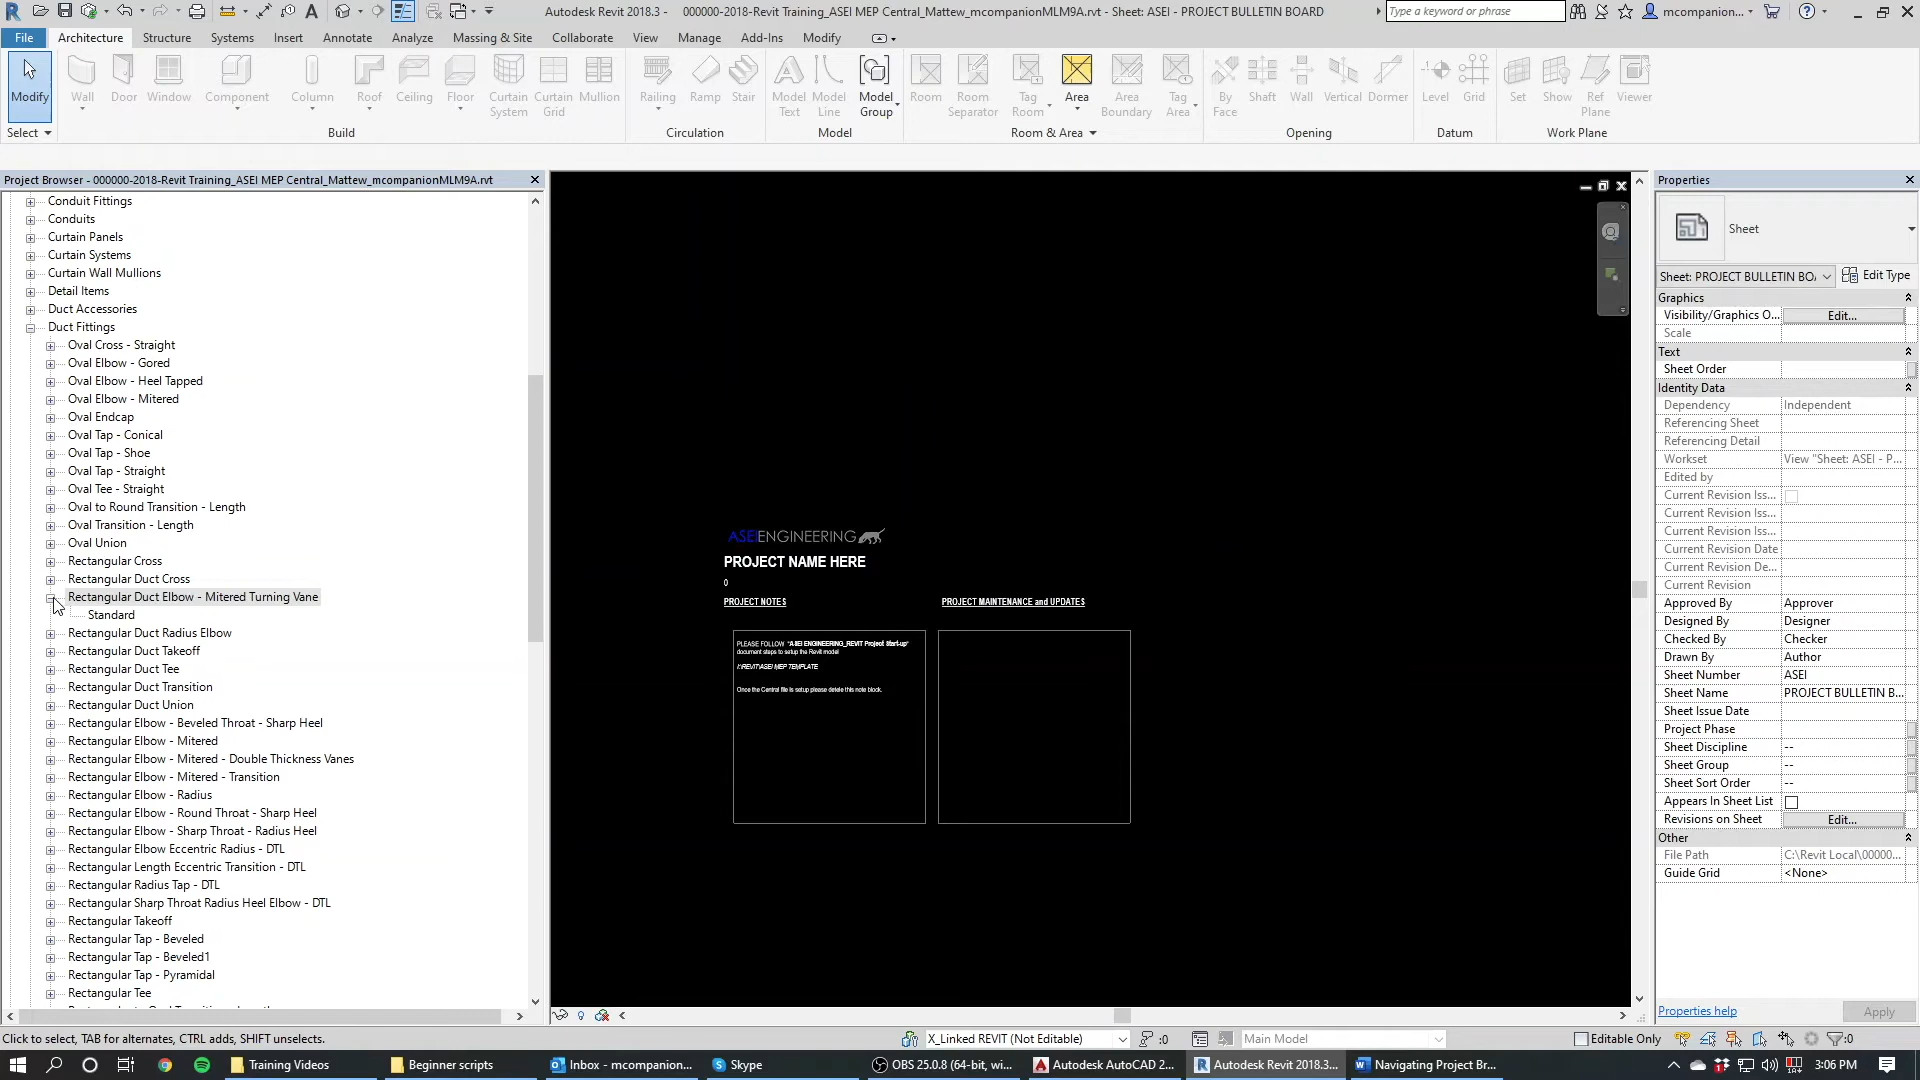 Autodesk Revit 2018.3 - 000000-2018-Revit Training_ASEI MEP Central_Mattew_mcompanionMLM9A.rvt - Sheet: ASEI - PROJECT BULLETIN BOARD
Type a keyword or phrase
mcompanion...
File Architecture Structure Systems Insert Annotate Analyze Massing & Site Collaborate View Manage Add-Ins Modify
Modify Wall Door Window Component Column Roof Ceiling Floor Curtain System Curtain Grid Mullion Railing Ramp Stair Model Text Model Line Model Group Room Room Separator Tag Room Area Area Boundary Tag Area By Face Shaft Wall Vertical Dormer Level Grid Set Show Ref Plane Viewer
Select Build Circulation Model Room & Area Opening Datum Work Plane
Project Browser - 000000-2018-Revit Training_ASEI MEP Central_Mattew_mcompanionMLM9A.rvt
Conduit Fittings
Conduits
Curtain Panels
Curtain Systems
Curtain Wall Mullions
Detail Items
Duct Accessories
Duct Fittings
Oval Cross - Straight
Oval Elbow - Gored
Oval Elbow - Heel Tapped
Oval Elbow - Mitered
Oval Endcap
Oval Tap - Conical
Oval Tap - Shoe
Oval Tap - Straight
Oval Tee - Straight
Oval to Round Transition - Length
Oval Transition - Length
Oval Union
Rectangular Cross
Rectangular Duct Cross
Rectangular Duct Elbow - Mitered Turning Vane
Standard
Rectangular Duct Radius Elbow
Rectangular Duct Takeoff
Rectangular Duct Tee
Rectangular Duct Transition
Rectangular Duct Union
Rectangular Elbow - Beveled Throat - Sharp Heel
Rectangular Elbow - Mitered
Rectangular Elbow - Mitered - Double Thickness Vanes
Rectangular Elbow - Mitered - Transition
Rectangular Elbow - Radius
Rectangular Elbow - Round Throat - Sharp Heel
Rectangular Elbow - Sharp Throat - Radius Heel
Rectangular Elbow Eccentric Radius - DTL
Rectangular Length Eccentric Transition - DTL
Rectangular Radius Tap - DTL
Rectangular Sharp Throat Radius Heel Elbow - DTL
Rectangular Takeoff
Rectangular Tap - Beveled
Rectangular Tap - Beveled1
Rectangular Tap - Pyramidal
Rectangular Tee
ASEIENGINEERING
PROJECT NAME HERE
0
PROJECT NOTES PROJECT MAINTENANCE and UPDATES
PLEASE FOLLOW "ASEI ENGINEERING_REVIT Project Start-up"
document steps to setup the Revit model
I:\REVIT\ASEI MEP TEMPLATE
Once the Central file is setup please delete this note block.
Properties
Sheet
Sheet: PROJECT BULLETIN BO Edit Type
Graphics
Visibility/Graphics O... Edit...
Scale
Text
Sheet Order
Identity Data
Dependency Independent
Referencing Sheet
Referencing Detail
Workset View "Sheet: ASEI - P...
Edited by
Current Revision Iss...
Current Revision Iss...
Current Revision Iss...
Current Revision Date
Current Revision De...
Current Revision
Approved By Approver
Designed By Designer
Checked By Checker
Drawn By Author
Sheet Number ASEI
Sheet Name PROJECT BULLETIN B...
Sheet Issue Date
Project Phase
Sheet Discipline --
Sheet Group --
Sheet Sort Order --
Appears In Sheet List
Revisions on Sheet Edit...
Other
File Path C:\Revit Local\00000...
Guide Grid <None>
Properties help Apply
Click to select, TAB for alternates, CTRL adds, SHIFT unselects. X_Linked REVIT (Not Editable) :0 Main Model Editable Only :0
Training Videos Beginner scripts Inbox - mcompanion... Skype OBS 25.0.8 (64-bit, wi... Autodesk AutoCAD 2... Autodesk Revit 2018.3... Navigating Project Br... 3:06 PM